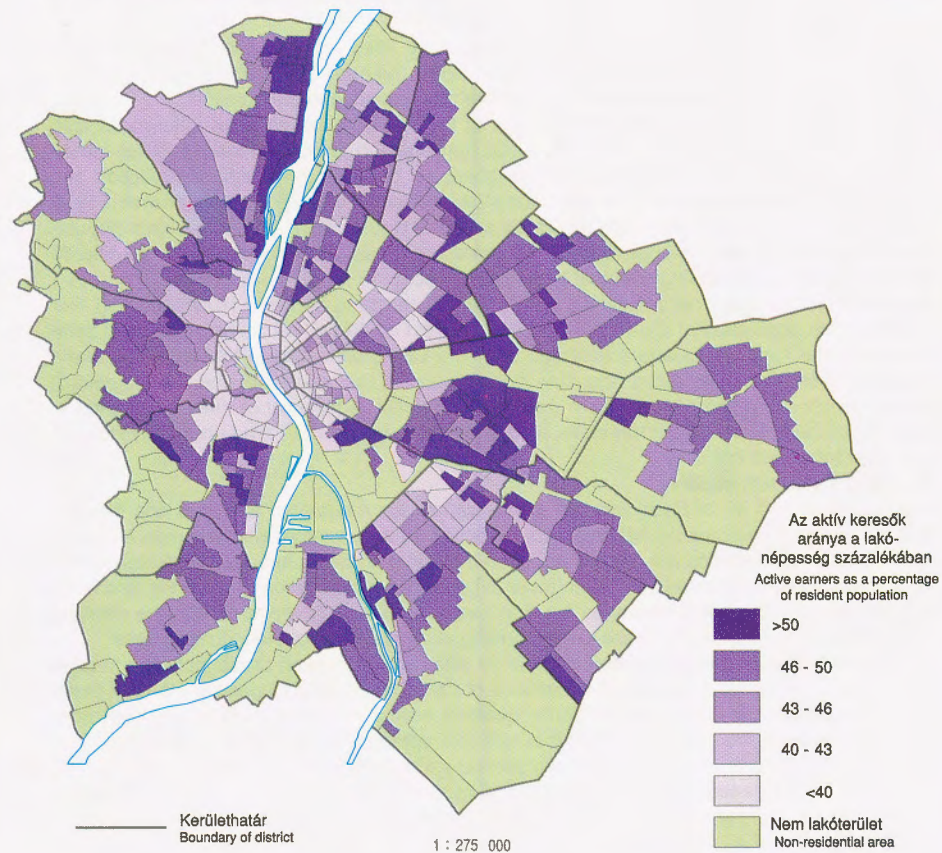 Az aktív keresők
aránya a lakó-
népesség százalékában
Active earners as a percentage
of resident population
>50
46 - 50
43 - 46
40 - 43
<40
Nem lakóterület
Non-residential area
Kerülethatár
Boundary of district
1 : 275 000